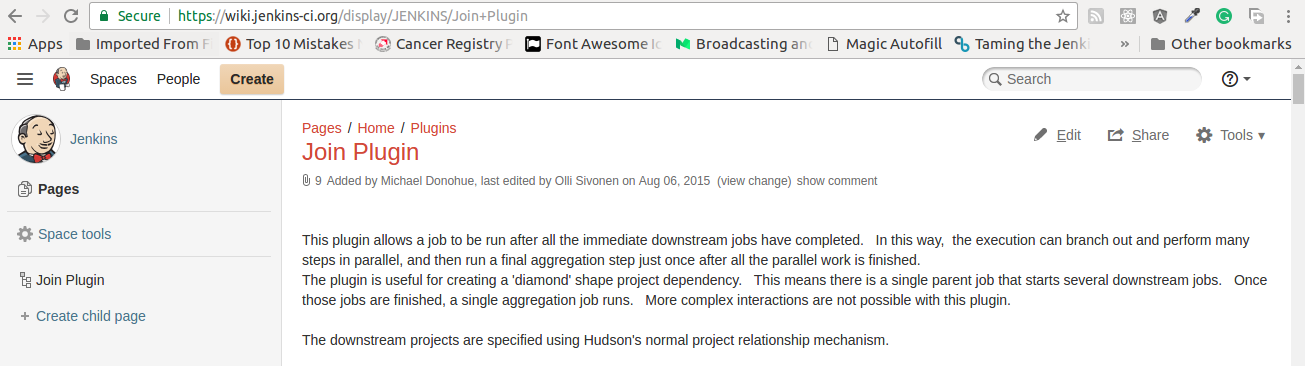 Secure https://wiki.jenkins-ci.org/display/JENKINS/Join+Plugin
Apps Imported From F Top 10 Mistakes Cancer Registry P Font Awesome Ic Broadcasting and Magic Autofill Taming the Jenki » Other bookmarks
Spaces People Create Search
Jenkins
Pages
Space tools
Join Plugin
+ Create child page
Pages / Home / Plugins
Join Plugin
Edit Share Tools
9 Added by Michael Donohue, last edited by Olli Sivonen on Aug 06, 2015 (view change) show comment
This plugin allows a job to be run after all the immediate downstream jobs have completed. In this way, the execution can branch out and perform many
steps in parallel, and then run a final aggregation step just once after all the parallel work is finished.
The plugin is useful for creating a 'diamond' shape project dependency. This means there is a single parent job that starts several downstream jobs. Once
those jobs are finished, a single aggregation job runs. More complex interactions are not possible with this plugin.
The downstream projects are specified using Hudson's normal project relationship mechanism.